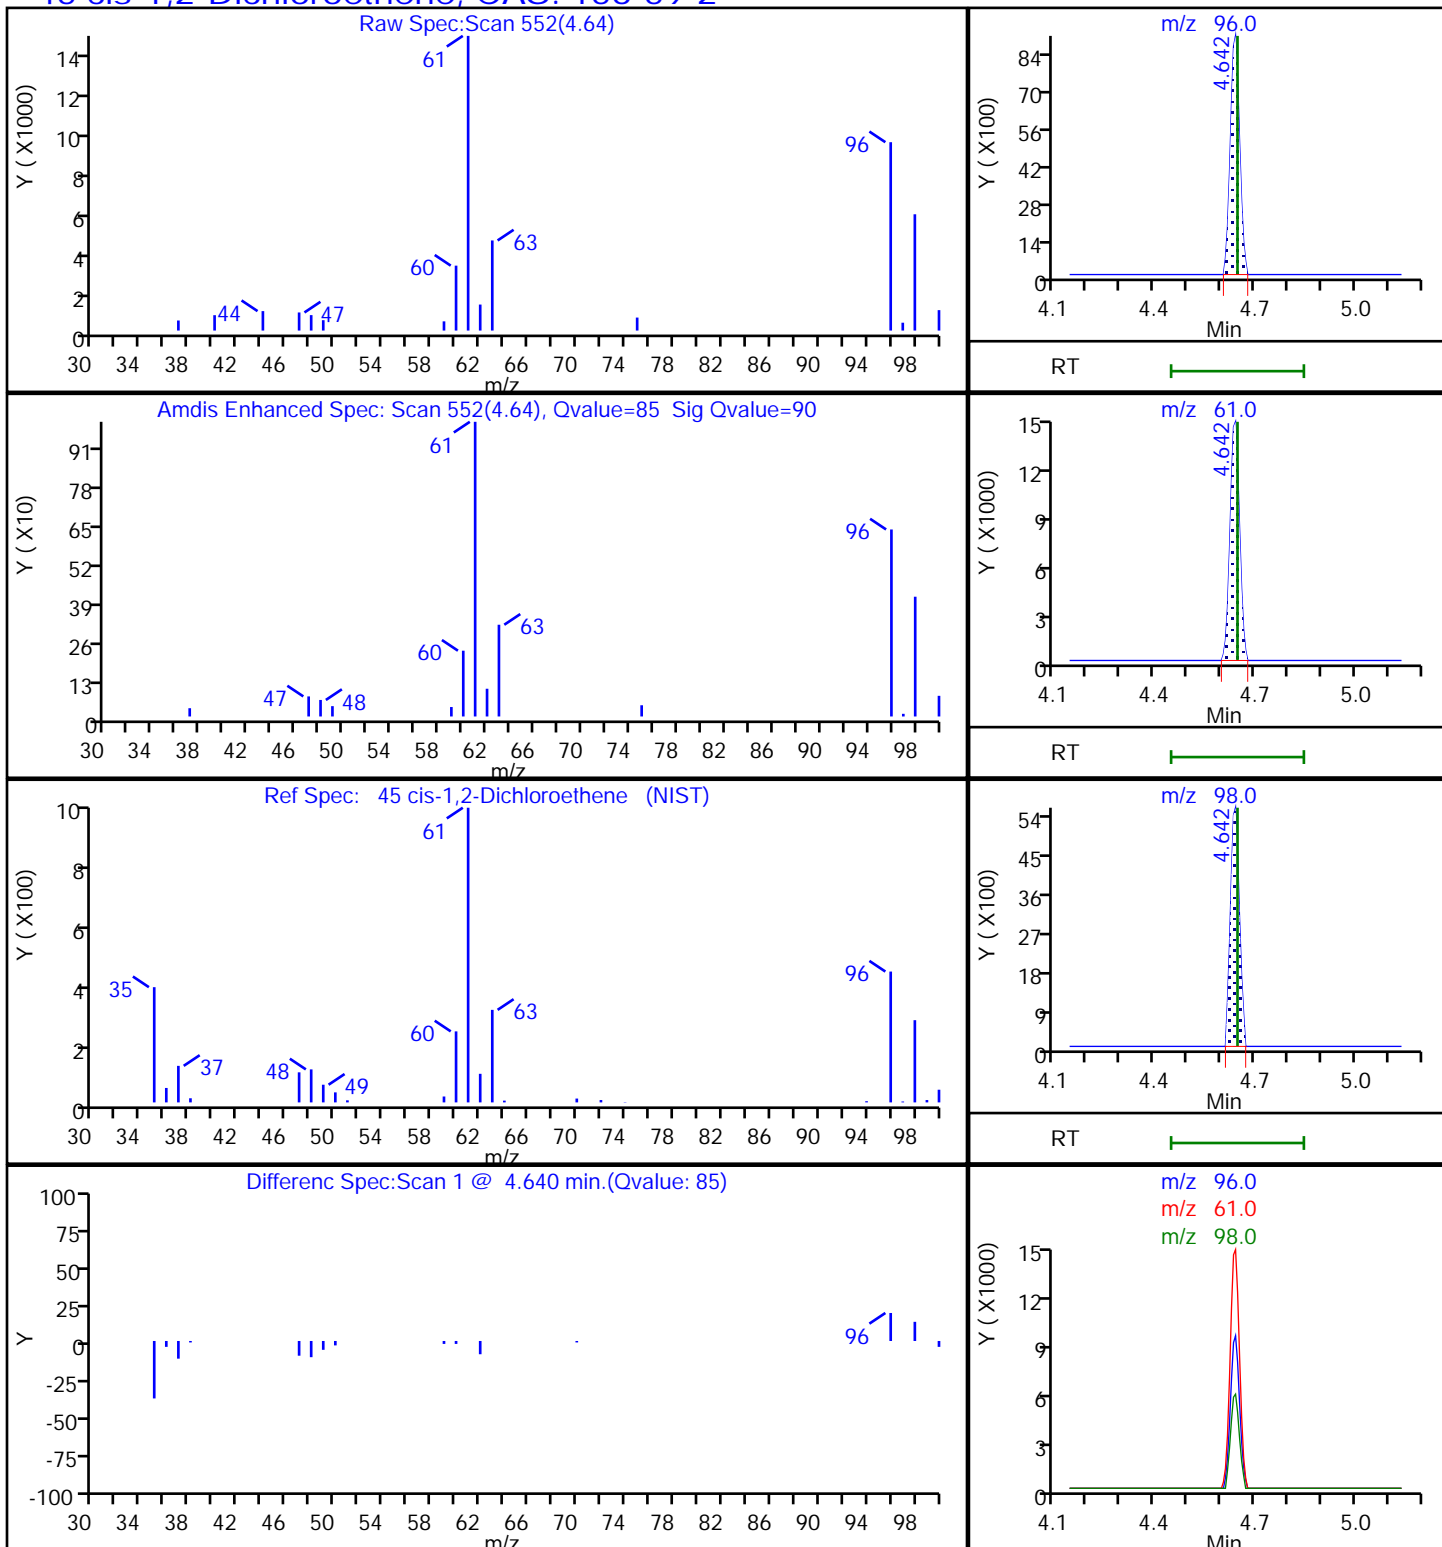 45 cis-1,2-Dichloroethene, CAS: 156-59-2
Raw Spec:Scan 552(4.64)
Y ( X1000)
14
12
10
8
6
4
2
0
61
96
63
60
44
47
30 34 38 42 46 50 54 58 62 66 70 74 78 82 86 90 94 98
m/z
m/z 96.0
4.642
Y ( X100)
84
70
56
42
28
14
0
4.1 4.4 4.7 5.0
Min
RT
Amdis Enhanced Spec: Scan 552(4.64), Qvalue=85 Sig Qvalue=90
Y ( X10)
91
78
65
52
39
26
13
0
61
96
63
60
47
48
30 34 38 42 46 50 54 58 62 66 70 74 78 82 86 90 94 98
m/z
m/z 61.0
4.642
Y ( X1000)
15
12
9
6
3
0
4.1 4.4 4.7 5.0
Min
RT
Ref Spec: 45 cis-1,2-Dichloroethene (NIST)
Y ( X100)
10
8
6
4
2
0
61
35
96
63
60
37
48
49
30 34 38 42 46 50 54 58 62 66 70 74 78 82 86 90 94 98
m/z
m/z 98.0
4.642
Y ( X100)
54
45
36
27
18
9
0
4.1 4.4 4.7 5.0
Min
RT
Differenc Spec:Scan 1 @ 4.640 min.(Qvalue: 85)
Y
100
75
50
25
0
-25
-50
-75
-100
96
30 34 38 42 46 50 54 58 62 66 70 74 78 82 86 90 94 98
m/z
m/z 96.0
m/z 61.0
m/z 98.0
Y ( X1000)
15
12
9
6
3
0
4.1 4.4 4.7 5.0
Min